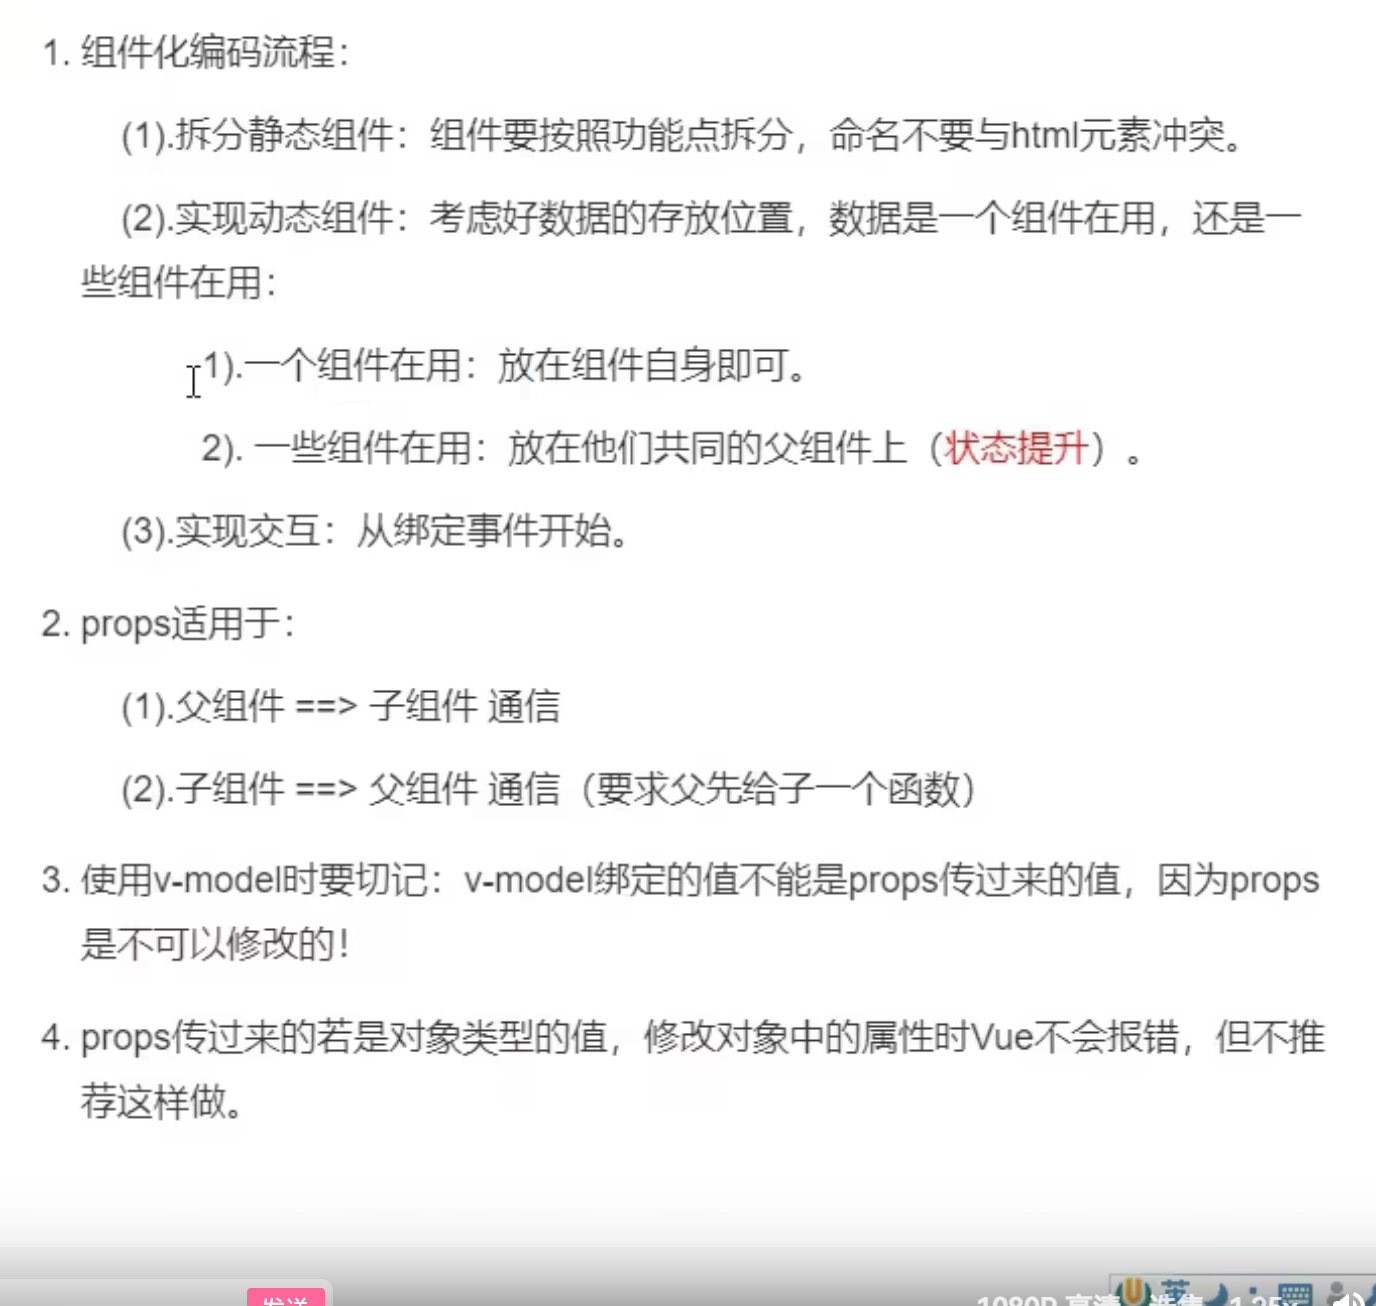 1. 组件化编码流程：
(1).拆分静态组件：组件要按照功能点拆分，命名不要与html元素冲突。
(2).实现动态组件：考虑好数据的存放位置，数据是一个组件在用，还是一
些组件在用：
1).一个组件在用：放在组件自身即可。
2). 一些组件在用：放在他们共同的父组件上（状态提升）。
(3).实现交互：从绑定事件开始。
2. props适用于：
(1).父组件 ==> 子组件 通信
(2).子组件 ==> 父组件 通信（要求父先给子一个函数）
3. 使用v-model时要切记：v-model绑定的值不能是props传过来的值，因为props
是不可以修改的！
4. props传过来的若是对象类型的值，修改对象中的属性时Vue不会报错，但不推
荐这样做。
发送 1080P 高清 选集 1.25x 英